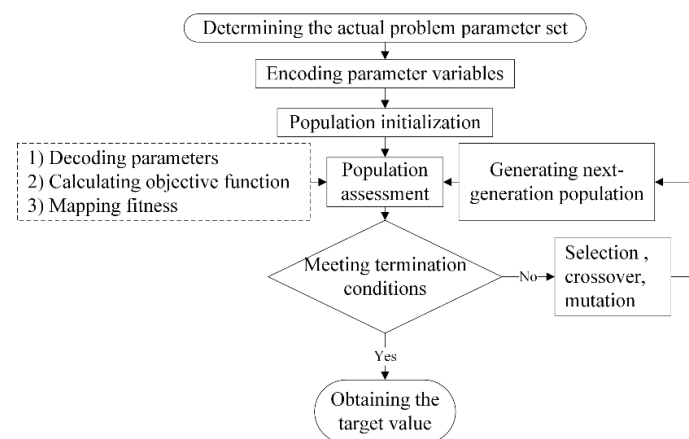 Determining the actual problem parameter set
Encoding parameter variables
Population initialization
1) Decoding parameters
2) Calculating objective function
3) Mapping fitness
Population
assessment
Generating next-
generation population
Meeting termination
conditions
No
Selection ,
crossover,
mutation
Yes
Obtaining the
target value